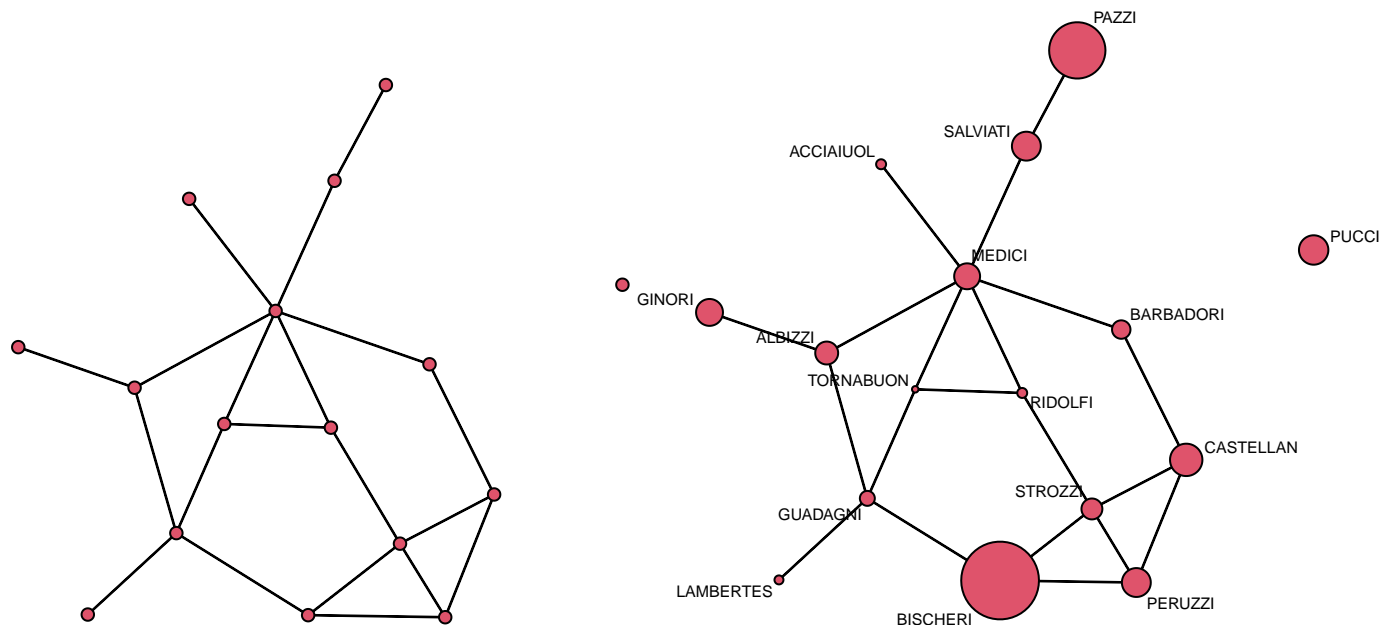 PAZZI
SALVIATI
ACCIAIUOL
PUCCI
MEDICI
GINORI
BARBADORI
ALBIZZI
TORNABUON
RIDOLFI
CASTELLAN
STROZZI
GUADAGNI
LAMBERTES
PERUZZI
BISCHERI